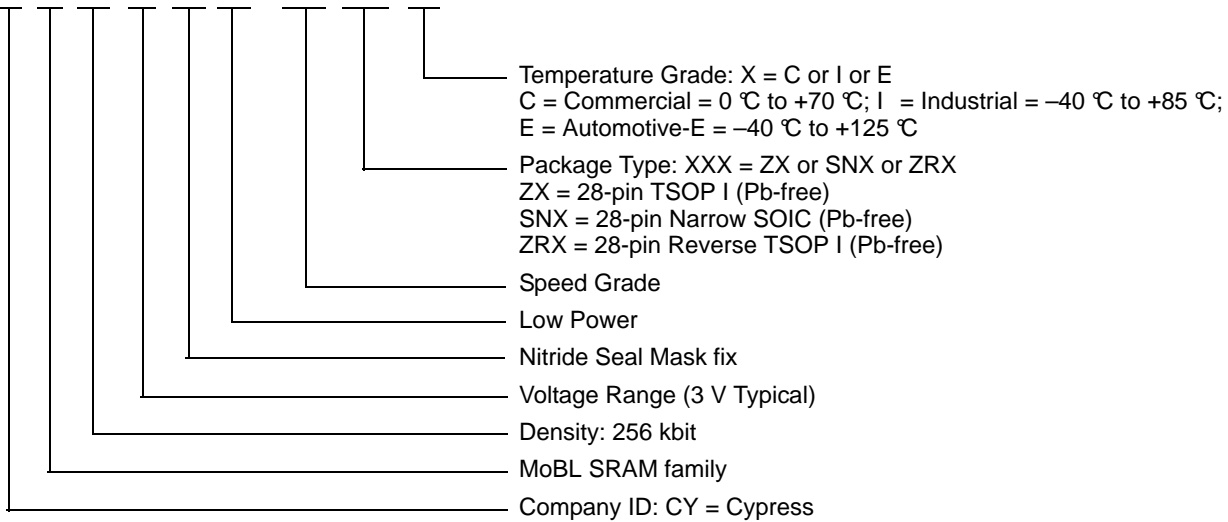 Temperature Grade: X = C or I or E
C = Commercial = 0 °C to +70 °C; I = Industrial = –40 °C to +85 °C;
E = Automotive-E = –40 °C to +125 °C
Package Type: XXX = ZX or SNX or ZRX
ZX = 28-pin TSOP I (Pb-free)
SNX = 28-pin Narrow SOIC (Pb-free)
ZRX = 28-pin Reverse TSOP I (Pb-free)
Speed Grade
Low Power
Nitride Seal Mask fix
Voltage Range (3 V Typical)
Density: 256 kbit
MoBL SRAM family
Company ID: CY = Cypress